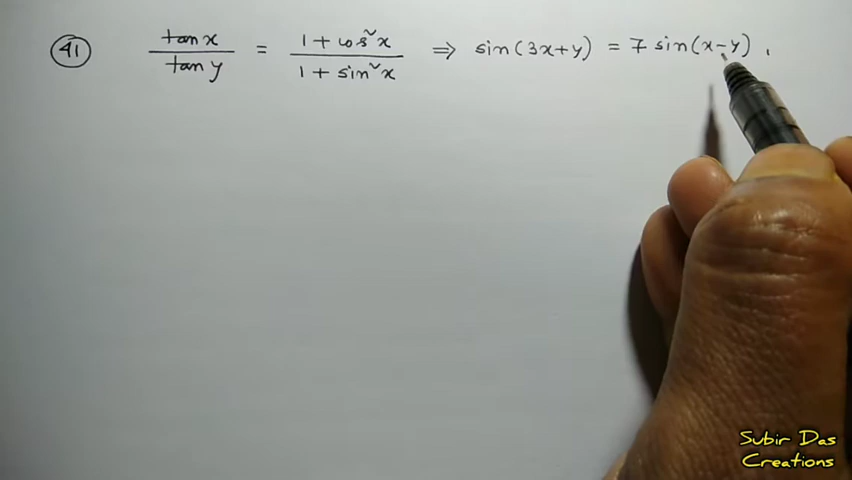 41 tan x / tan y = 1 + cos²x / 1 + sin²x ⇒ sin(3x+y) = 7 sin(x-y).
Subir Das
Creations